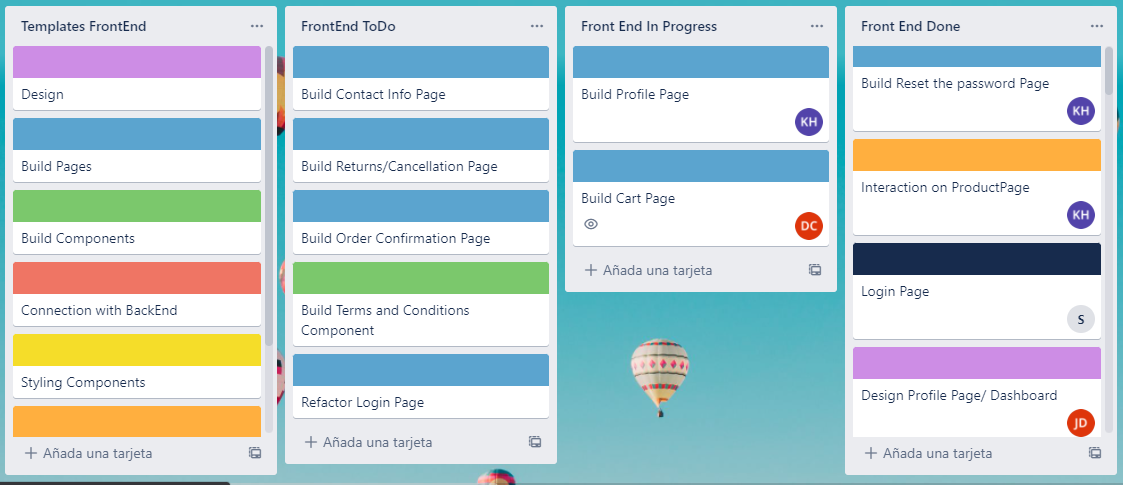 Templates FrontEnd
Design
Build Pages
Build Components
Connection with BackEnd
Styling Components
Añada una tarjeta
FrontEnd ToDo
Build Contact Info Page
Build Returns/Cancellation Page
Build Order Confirmation Page
Build Terms and Conditions
Component
Refactor Login Page
Añada una tarjeta
Front End In Progress
Build Profile Page
KH
Build Cart Page
DC
Añada una tarjeta
Front End Done
Build Reset the password Page
KH
Interaction on ProductPage
KH
Login Page
S
Design Profile Page/ Dashboard
JD
Añada una tarjeta